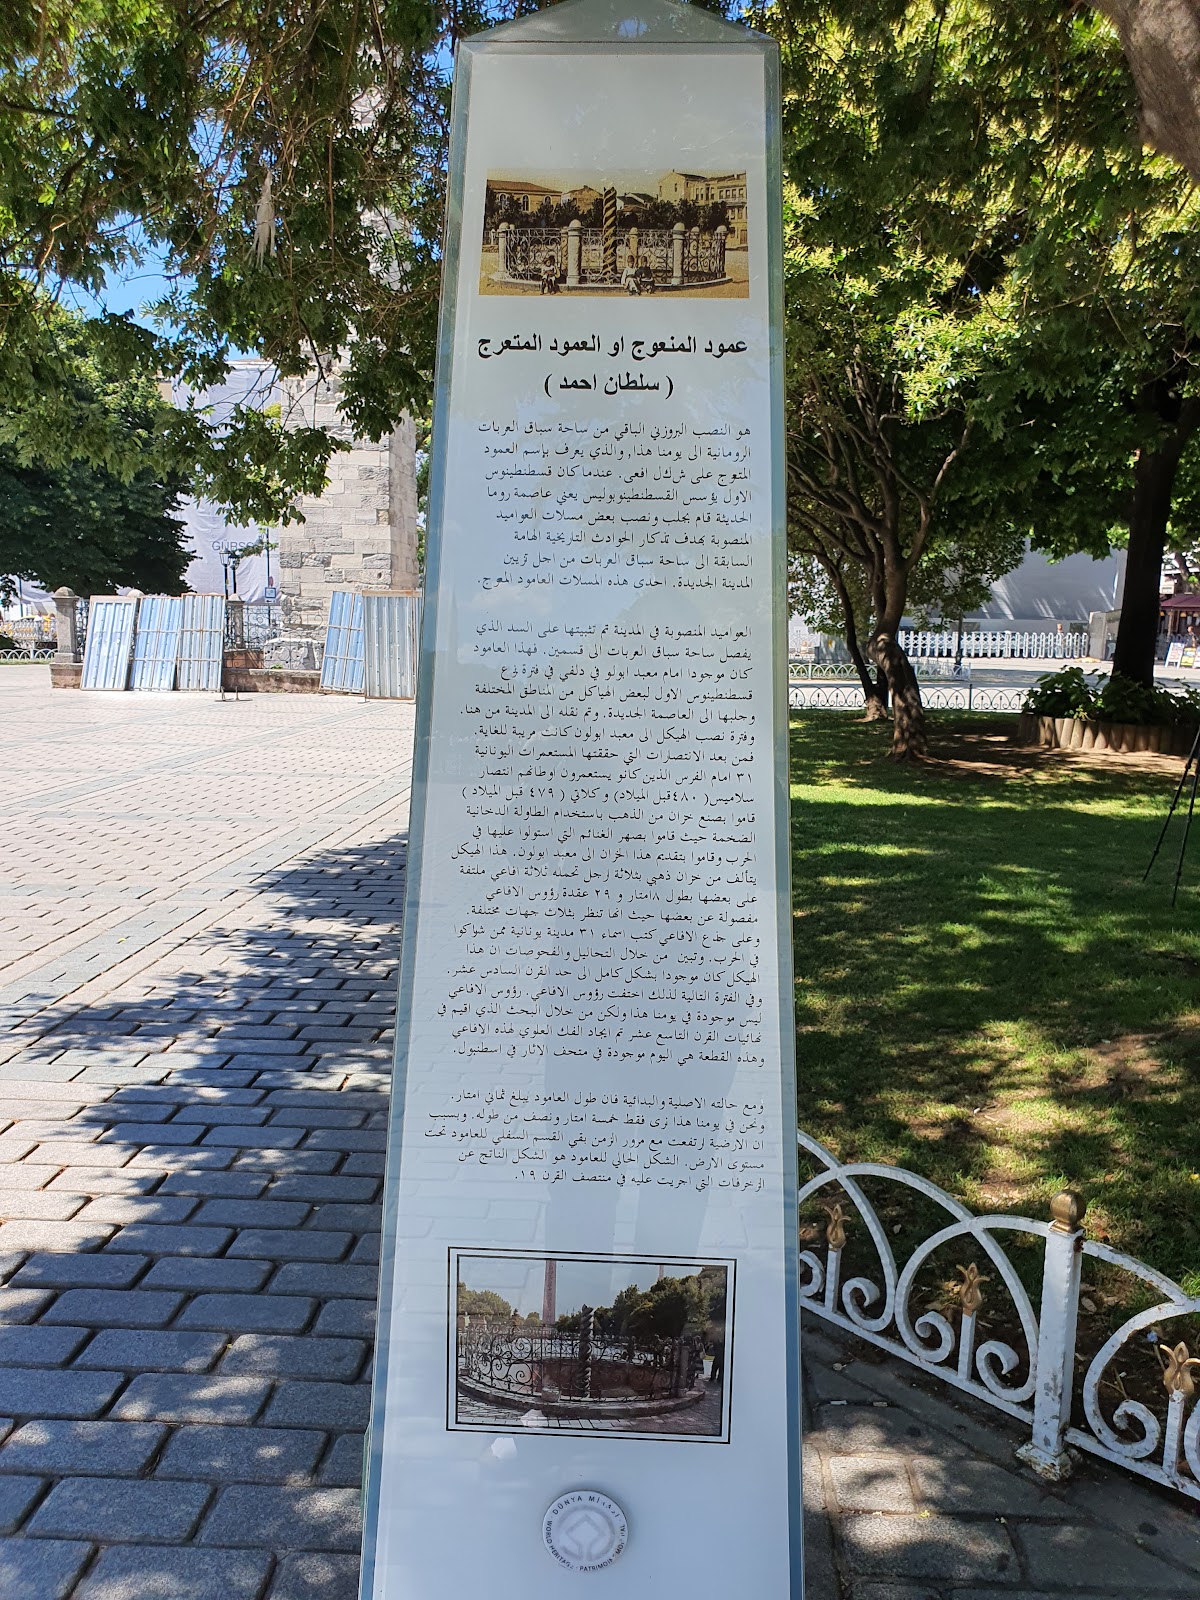 عمود المنعوج او العمود المتعرج
( سلطان احمد )
هو النصب البروزني الباقي من ساحة سباق العربات
الرومانية الى يومنا هذا, والذي يعرف بإسم العمود
المتعوج على شكل افعى. عندما كان قسطنطينوس
الاول يؤسس القسطنطينوبوليس يعني عاصمة روما
الحديثة قام بجلب ونصب بعض مسلات العواميد
المنصوبة بهدف تذكار الحوادث التاريخية الهامة
السابقة الى ساحة سباق العربات من اجل تزيين
المدينة الجديدة. احدى هذه المسلات العامود المعوج.
العواميد المنصوبة في المدينة تم تثبيتها على السد الذي
يفصل ساحة سباق العربات الى قسمين. فهذا العامود
كان موجودا امام معبد ابولو في دلفي في فترة نزع
قسطنطينوس الاول لبعض الهياكل من المناطق المختلفة
وجلبها الى العاصمة الجديدة. وتم نقله الى المدينة من هنا.
وفترة نصب الهيكل الى معبد ابولون كانت مريبة للغاية.
فمن بعد الانتصارات التي حققتها المستعمرات اليونانية
٣١ امام الفرس الذين كانو يستعمرون اوطانهم انتصار
سلاميس( ٤٨٠قبل الميلاد) و كلاتي ( ٤٧٩ قبل الميلاد )
قاموا بصنع خزان من الذهب باستخدام الطاولة الدخانية
الضخمة حيث قاموا بصهر الغنائم التي استولوا عليها في
الحرب وقاموا بتقديم هذا الخزان الى معبد ابولون. هذا الهيكل
يتألف من خزان ذهبي بثلاثة ارجل تحمله ثلاثة افاعي ملتفة
على بعضها بطول ٨امتار و ٢٩ عقدة رؤوس الافاعي
مفصولة عن بعضها حيث انها تنظر بثلاث جهات مختلفة.
وعلى جذع الافاعي كتب اسماء ٣١ مدينة يونانية ممن شاركوا
في الحرب. وتبين من خلال التحاليل والفحوصات ان هذا
الهيكل كان موجودا بشكل كامل الى حد القرن السادس عشر.
وفي الفترة التالية لذلك اختفت رؤوس الافاعي. رؤوس الافاعي
ليس موجودة في يومنا هذا ولكن من خلال البحث الذي اقيم في
نهائيات القرن التاسع عشر تم ايجاد الفك العلوي لهذه الافاعي
وهذه القطعة هي اليوم موجودة في متحف الاثار في اسطنبول.
ومع حالته الاصلية والبدائية فان طول العامود يبلغ ثماني امتار.
ونحن في يومنا هذا نرى فقط خمسة امتار ونصف من طوله. وبسبب
ان الارضية ارتفعت مع مرور الزمن بقي القسم السفلي للعامود تحت
مستوى الارض. الشكل الحالي للعامود هو الشكل الناتج عن
الزخرفات التي اجريت عليه في منتصف القرن ١٩.
DÜNYA MİRASI
WORLD HERITAGE · PATRIMOINE